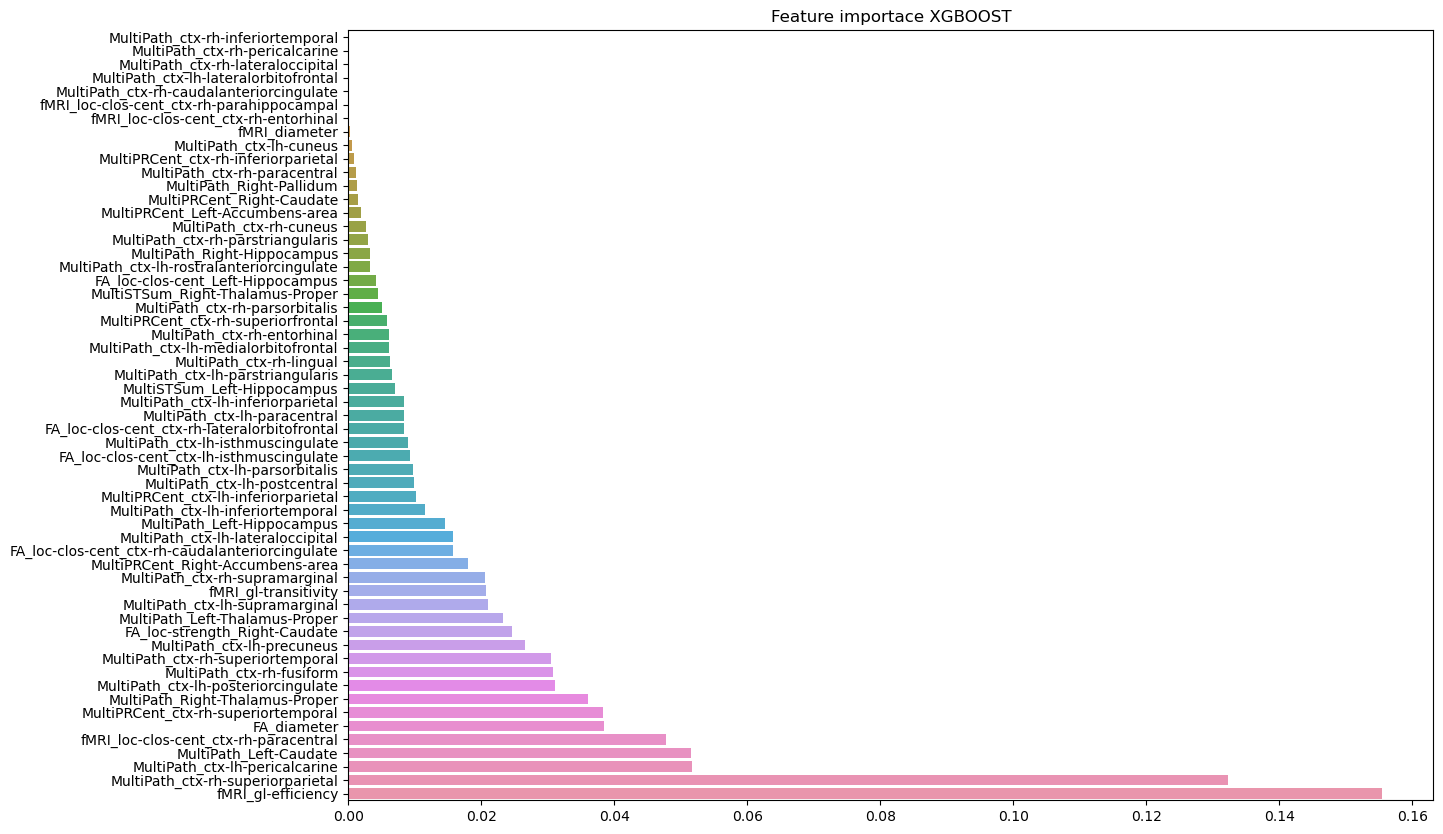 Feature importace XGBOOST
MultiPath_ctx-rh-inferiortemporal
MultiPath_ctx-rh-pericalcarine
MultiPath_ctx-rh-lateraloccipital
MultiPath_ctx-lh-lateralorbitofrontal
MultiPath_ctx-rh-caudalanteriorcingulate
fMRI_loc-clos-cent_ctx-rh-parahippocampal
fMRI_loc-clos-cent_ctx-rh-entorhinal
fMRI_diameter
MultiPath_ctx-lh-cuneus
MultiPRCent_ctx-rh-inferiorparietal
MultiPath_ctx-rh-paracentral
MultiPath_Right-Pallidum
MultiPRCent_Right-Caudate
MultiPRCent_Left-Accumbens-area
MultiPath_ctx-rh-cuneus
MultiPath_ctx-rh-parstriangularis
MultiPath_Right-Hippocampus
MultiPath_ctx-lh-rostralanteriorcingulate
FA_loc-clos-cent_Left-Hippocampus
MultiSTSum_Right-Thalamus-Proper
MultiPath_ctx-rh-parsorbitalis
MultiPRCent_ctx-rh-superiorfrontal
MultiPath_ctx-rh-entorhinal
MultiPath_ctx-lh-medialorbitofrontal
MultiPath_ctx-rh-lingual
MultiPath_ctx-lh-parstriangularis
MultiSTSum_Left-Hippocampus
MultiPath_ctx-lh-inferiorparietal
MultiPath_ctx-lh-paracentral
FA_loc-clos-cent_ctx-rh-lateralorbitofrontal
MultiPath_ctx-lh-isthmuscingulate
FA_loc-clos-cent_ctx-lh-isthmuscingulate
MultiPath_ctx-lh-parsorbitalis
MultiPath_ctx-lh-postcentral
MultiPRCent_ctx-lh-inferiorparietal
MultiPath_ctx-lh-inferiortemporal
MultiPath_Left-Hippocampus
MultiPath_ctx-lh-lateraloccipital
FA_loc-clos-cent_ctx-rh-caudalanteriorcingulate
MultiPRCent_Right-Accumbens-area
MultiPath_ctx-rh-supramarginal
fMRI_gl-transitivity
MultiPath_ctx-lh-supramarginal
MultiPath_Left-Thalamus-Proper
FA_loc-strength_Right-Caudate
MultiPath_ctx-lh-precuneus
MultiPath_ctx-rh-superiortemporal
MultiPath_ctx-rh-fusiform
MultiPath_ctx-lh-posteriorcingulate
MultiPath_Right-Thalamus-Proper
MultiPRCent_ctx-rh-superiortemporal
FA_diameter
fMRI_loc-clos-cent_ctx-rh-paracentral
MultiPath_Left-Caudate
MultiPath_ctx-lh-pericalcarine
MultiPath_ctx-rh-superiorparietal
fMRI_gl-efficiency
0.00 0.02 0.04 0.06 0.08 0.10 0.12 0.14 0.16